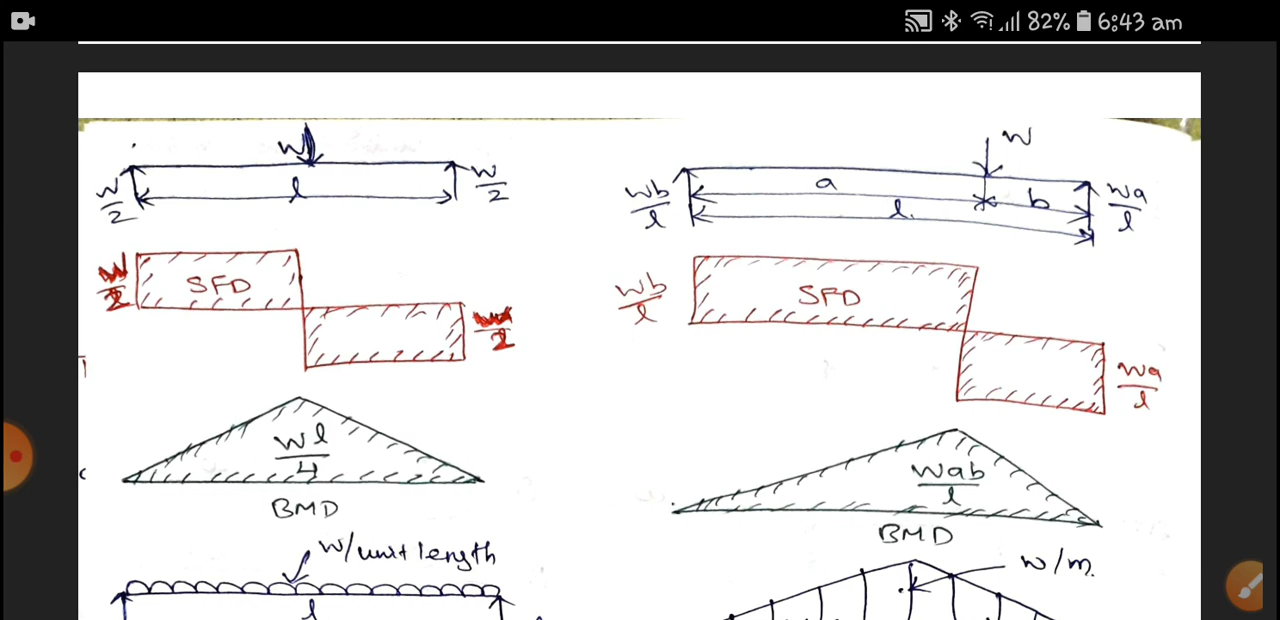 82% 6:43 am
W
W/2
l
W/2
W
Wb/l
a
b
l
Wa/l
SFD
W/2
Wb/l
SFD
Wa/l
Wl/4
BMD
Wab/l
BMD
W/unit length
l
w/m.